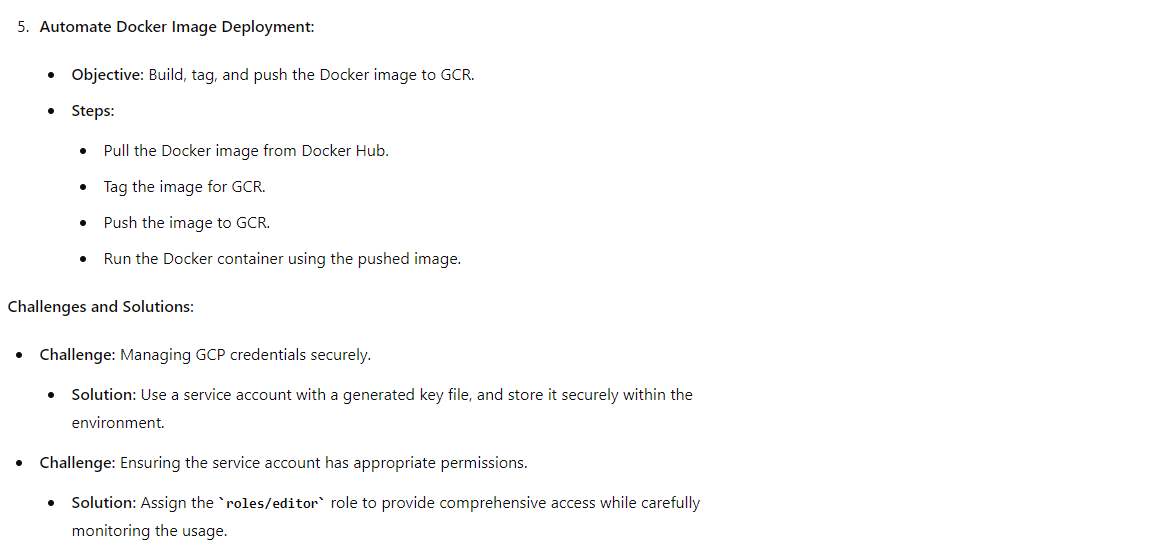 5. Automate Docker Image Deployment:
• Objective: Build, tag, and push the Docker image to GCR.
• Steps:
• Pull the Docker image from Docker Hub.
• Tag the image for GCR.
• Push the image to GCR.
• Run the Docker container using the pushed image.
Challenges and Solutions:
• Challenge: Managing GCP credentials securely.
• Solution: Use a service account with a generated key file, and store it securely within the
environment.
• Challenge: Ensuring the service account has appropriate permissions.
• Solution: Assign the `roles/editor` role to provide comprehensive access while carefully
monitoring the usage.